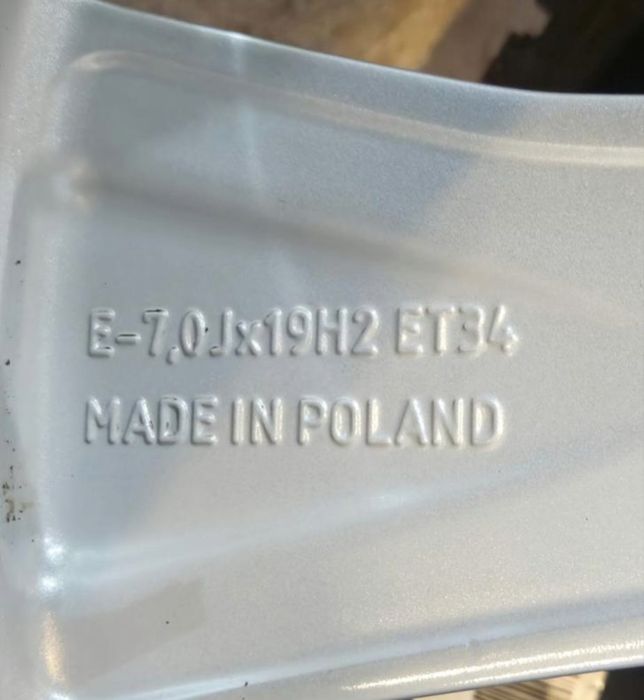 E-7,0Jx19H2 ET34
MADE IN POLAND